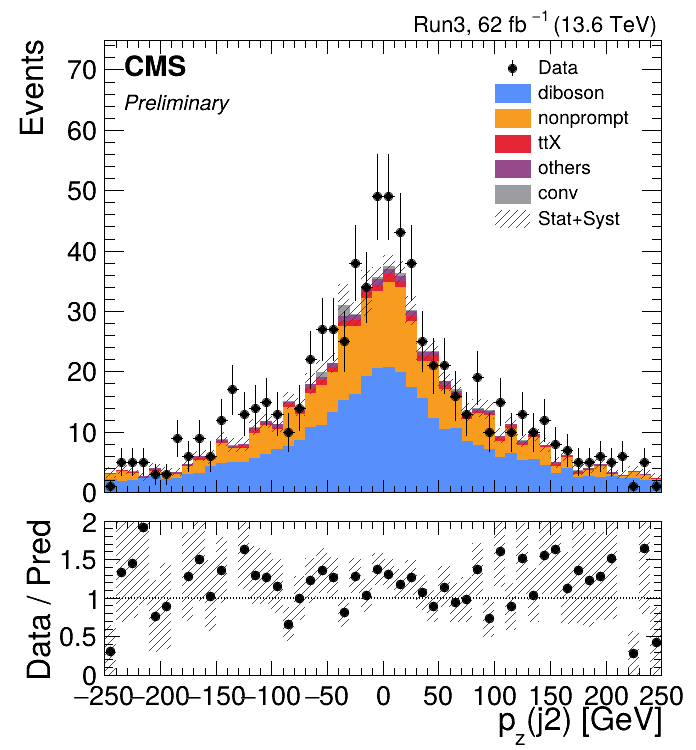 Run3, 62 fb⁻¹ (13.6 TeV)
CMS
Preliminary
Events
70
60
50
40
30
20
10
0
Data
diboson
nonprompt
ttX
others
conv
Stat+Syst
Data / Pred
2
1.5
1
0.5
0
−250 −200 −150 −100 −50 0 50 100 150 200 250
p_z(j2) [GeV]